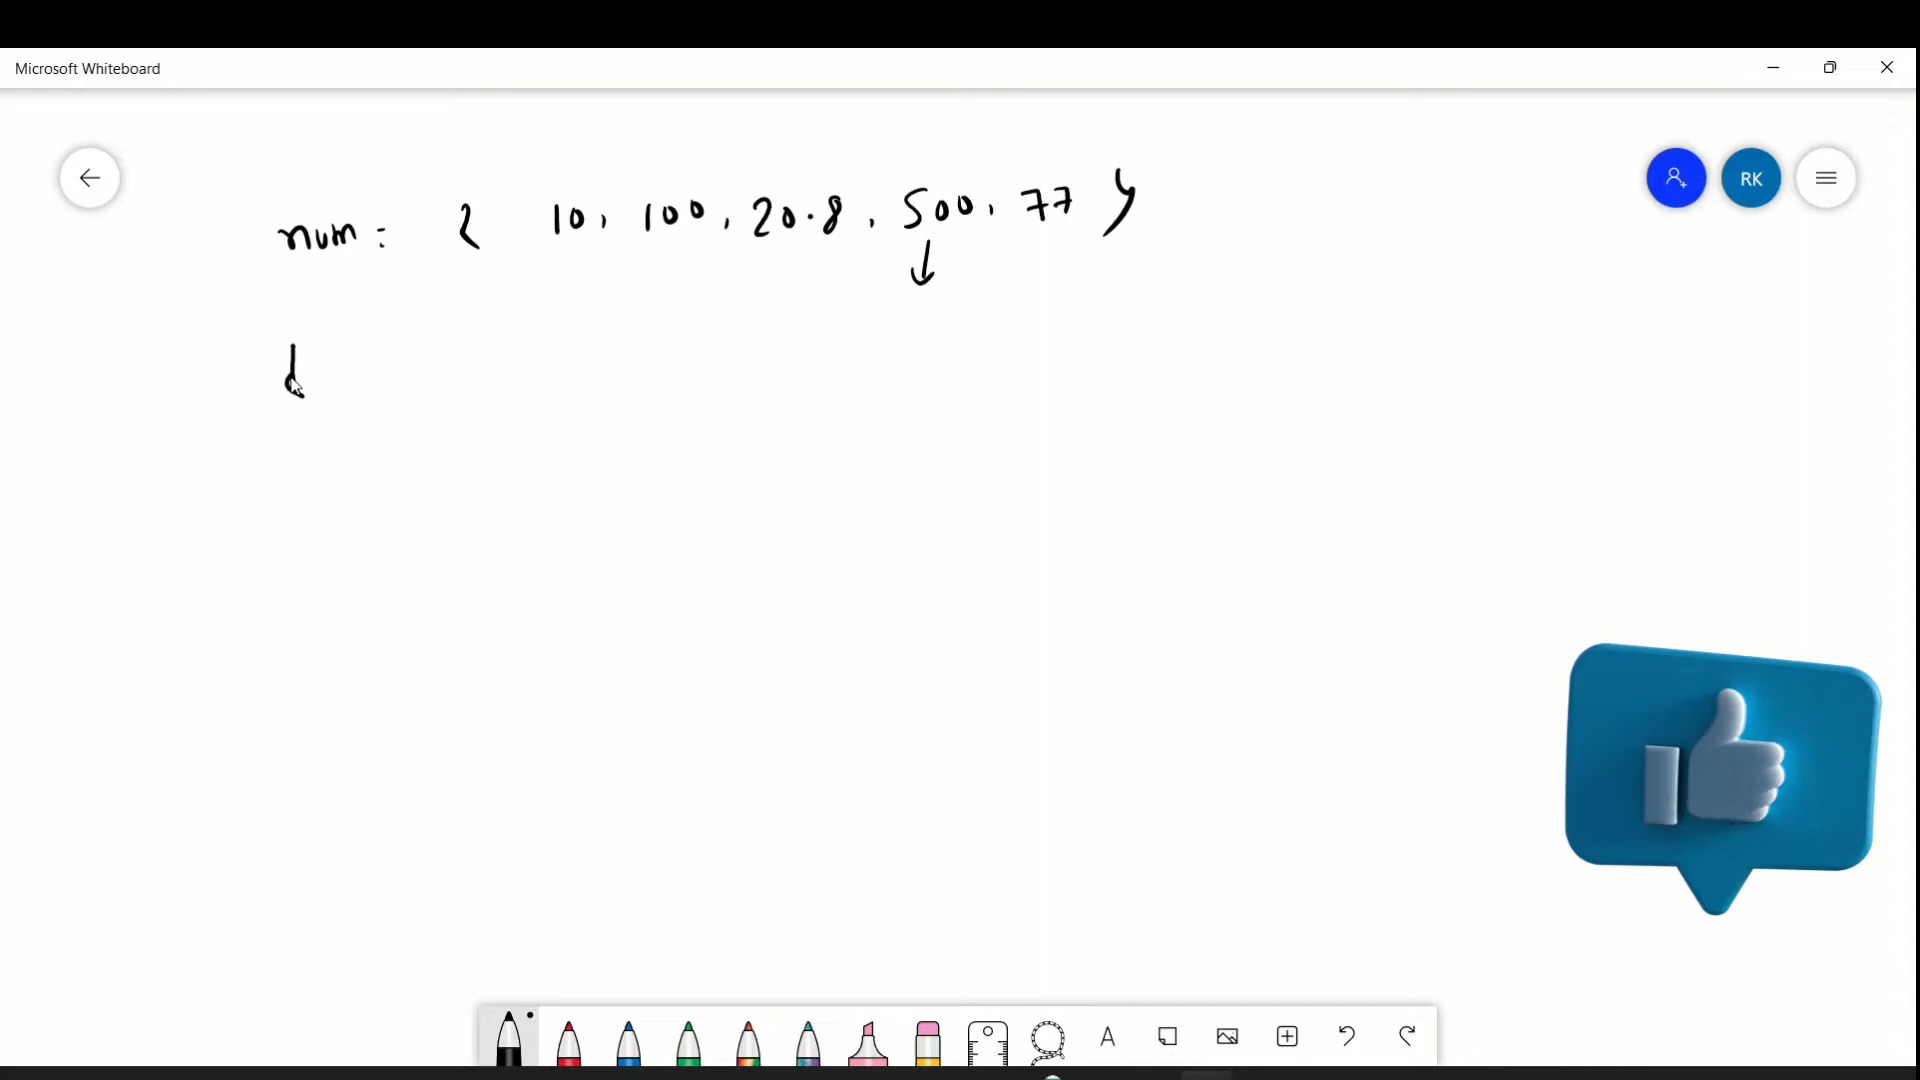 Microsoft Whiteboard
RK
num = { 10, 100, 20.8, 500, 77 }
↓
A